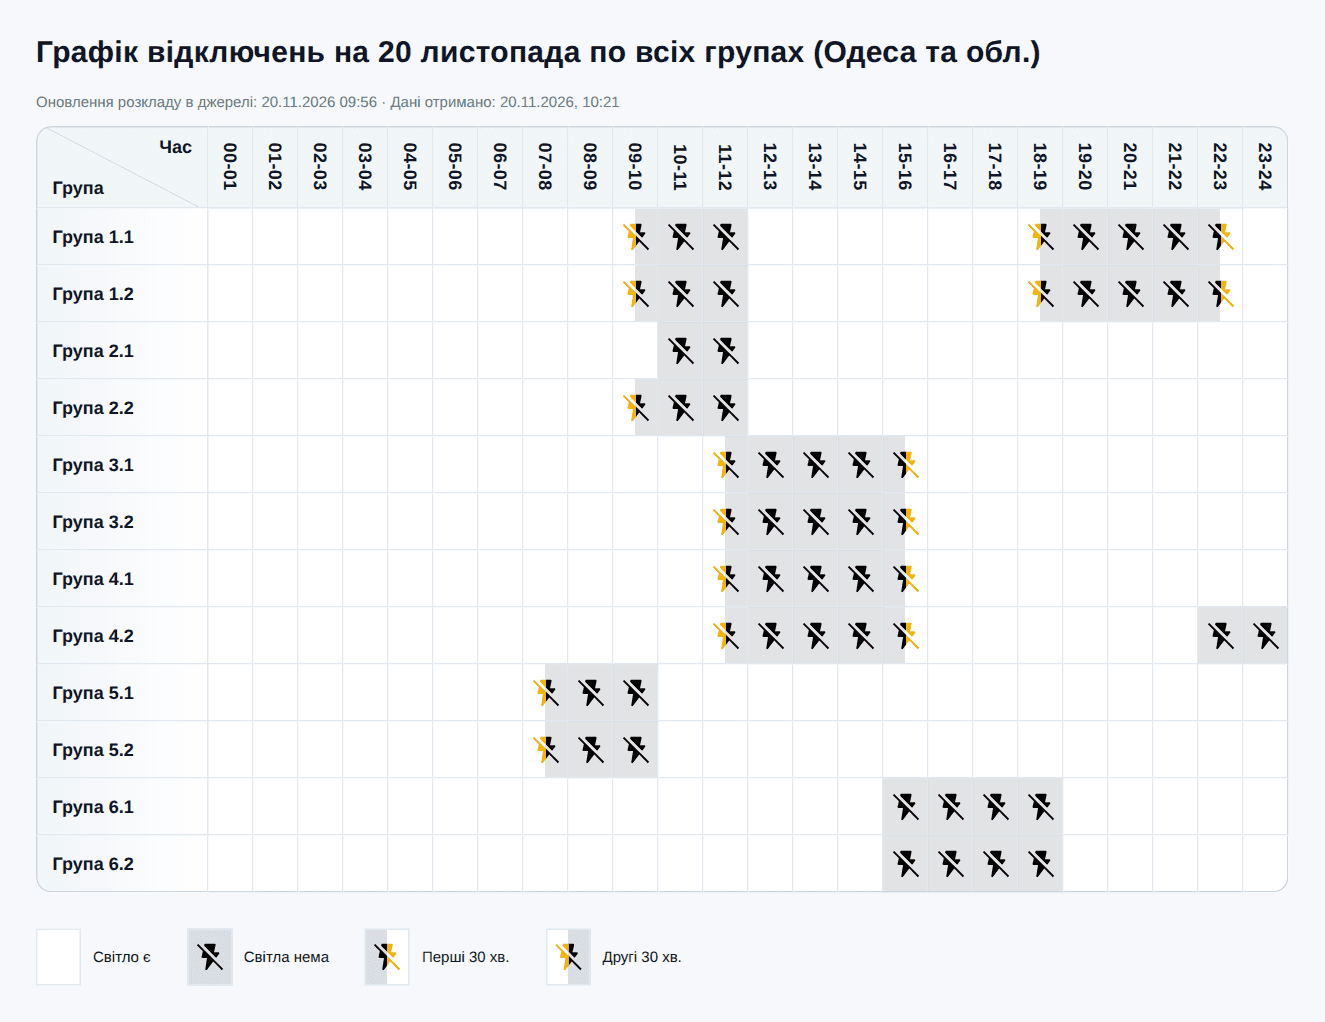 Графік відключень на 20 листопада по всіх групах (Одеса та обл.)
Оновлення розкладу в джерелі: 20.11.2026 09:56 · Дані отримано: 20.11.2026, 10:21
Час
Група
00-01 01-02 02-03 03-04 04-05 05-06 06-07 07-08 08-09 09-10 10-11 11-12 12-13 13-14 14-15 15-16 16-17 17-18 18-19 19-20 20-21 21-22 22-23 23-24
Група 1.1
Група 1.2
Група 2.1
Група 2.2
Група 3.1
Група 3.2
Група 4.1
Група 4.2
Група 5.1
Група 5.2
Група 6.1
Група 6.2
Світло є Світла нема Перші 30 хв. Другі 30 хв.